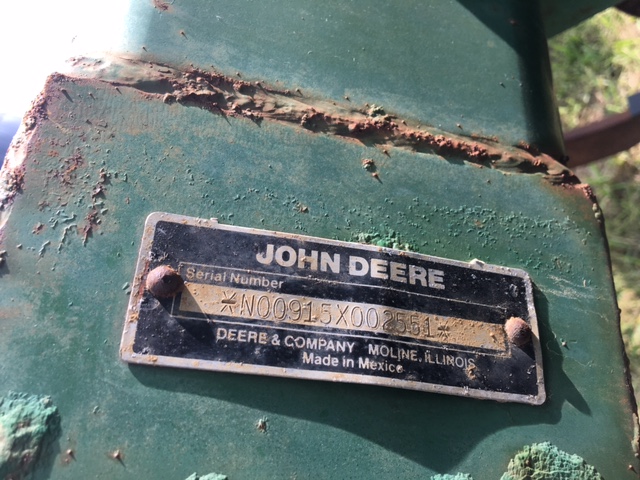 JOHN DEERE
Serial Number
*N00915X002551*
DEERE & COMPANY MOLINE, ILLINOIS
Made in Mexico